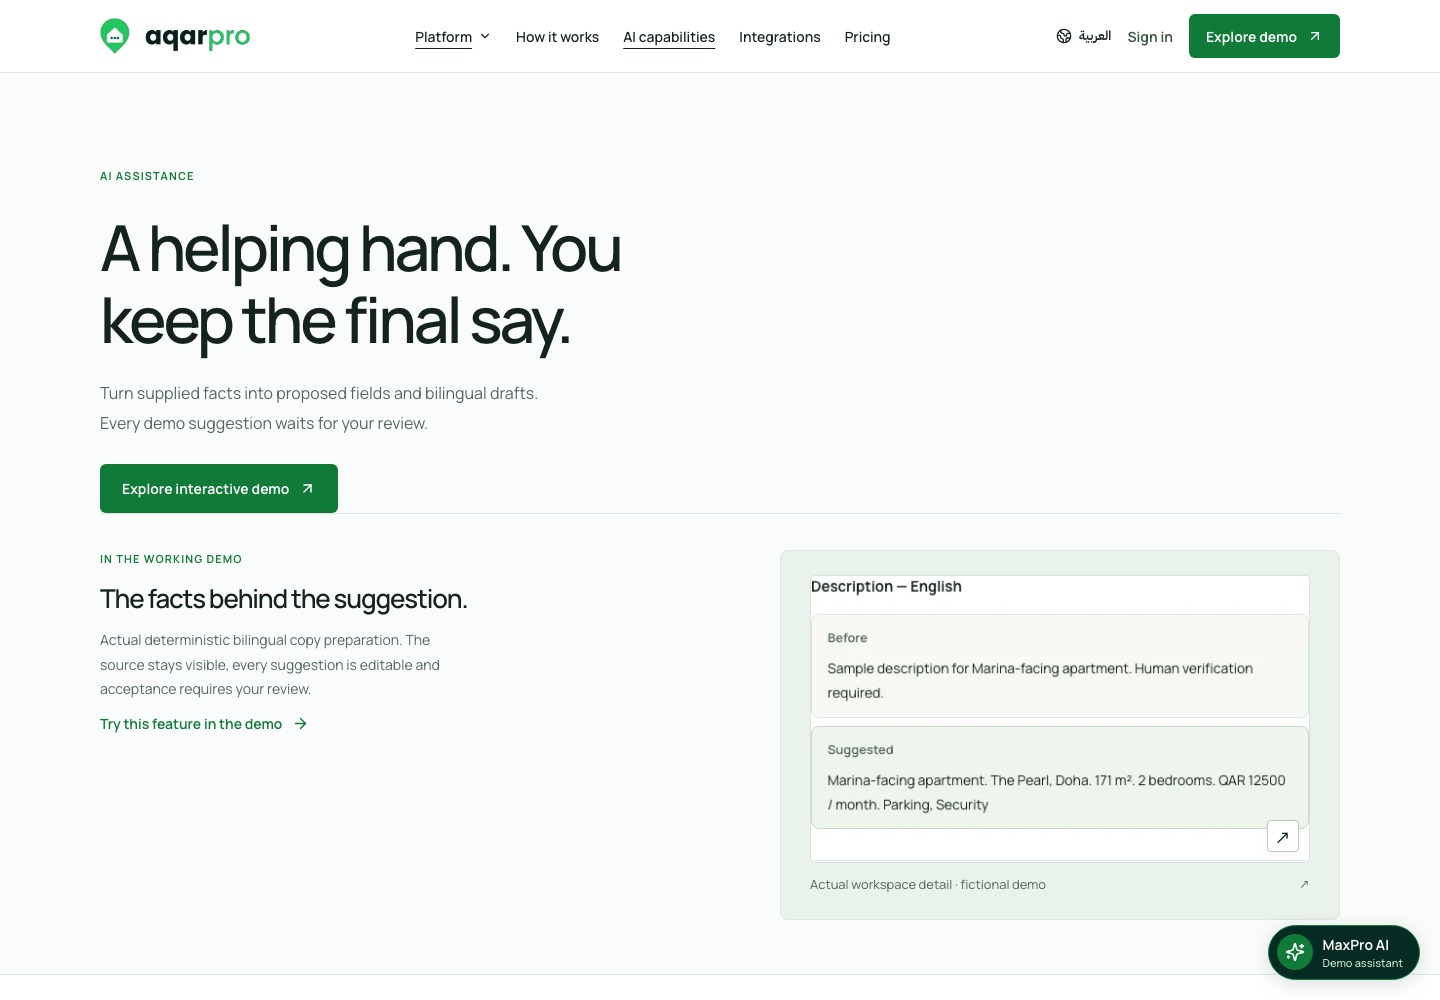 aqarpro
Platform
How it works
AI capabilities
Integrations
Pricing
العربية
Sign in
Explore demo
AI ASSISTANCE
A helping hand. You
keep the final say.
Turn supplied facts into proposed fields and bilingual drafts.
Every demo suggestion waits for your review.
Explore interactive demo
IN THE WORKING DEMO
The facts behind the suggestion.
Actual deterministic bilingual copy preparation. The
source stays visible, every suggestion is editable and
acceptance requires your review.
Try this feature in the demo
Description — English
Before
Sample description for Marina-facing apartment. Human verification
required.
Suggested
Marina-facing apartment. The Pearl, Doha. 171 m². 2 bedrooms. QAR 12500
/ month. Parking, Security
Actual workspace detail · fictional demo
MaxPro AI
Demo assistant